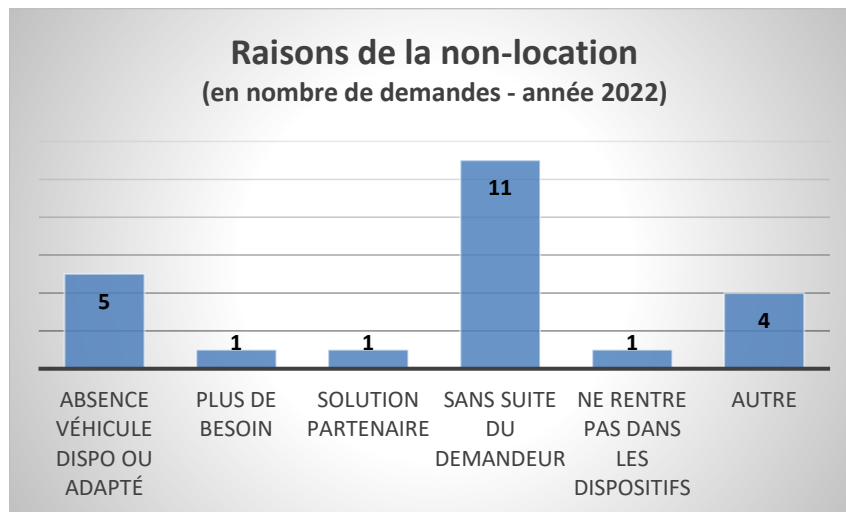 Raisons de la non-location
(en nombre de demandes - année 2022)
11
5
4
1
1
1
ABSENCE VÉHICULE DISPO OU ADAPTÉ
PLUS DE BESOIN
SOLUTION PARTENAIRE
SANS SUITE DU DEMANDEUR
NE RENTRE PAS DANS LES DISPOSITIFS
AUTRE